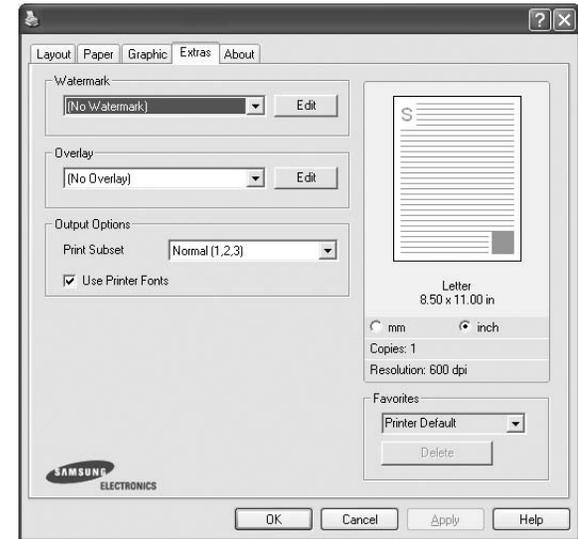 Layout Paper Graphic Extras About
Watermark
(No Watermark) Edit
Overlay
(No Overlay) Edit
Output Options
Print Subset Normal (1,2,3)
Use Printer Fonts
S
Letter
8.50 x 11.00 in
mm inch
Copies: 1
Resolution: 600 dpi
Favorites
Printer Default
Delete
SAMSUNG
ELECTRONICS
OK Cancel Apply Help